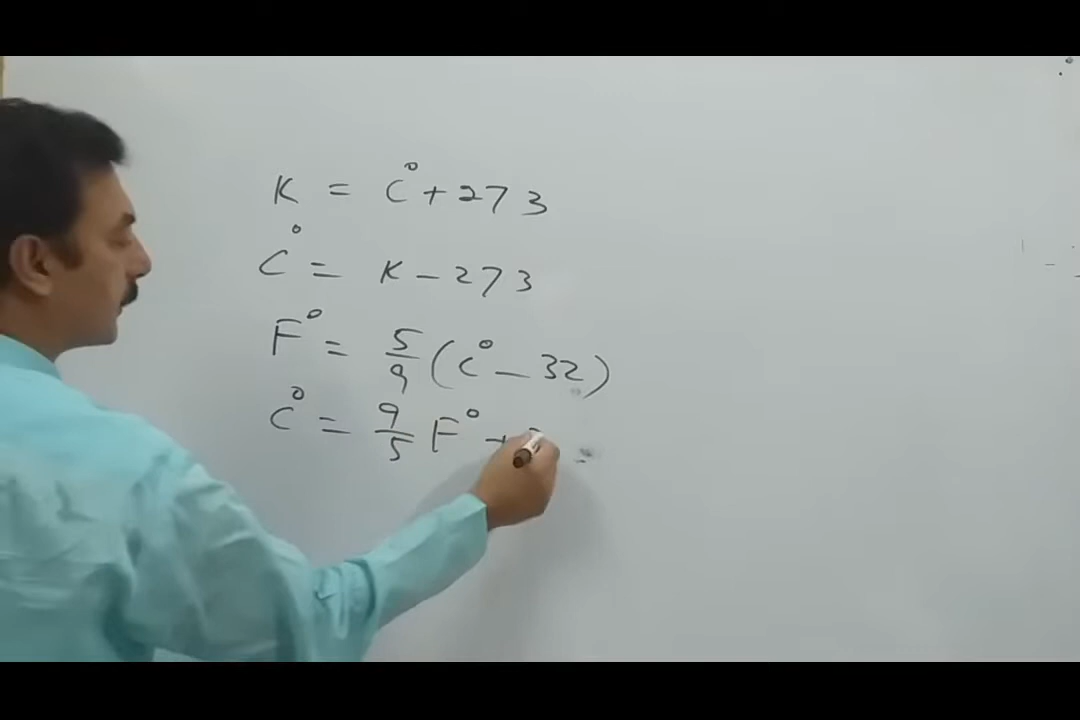 K = C° + 273
C° = K - 273
F° = 5/9 (C° - 32)
C° = 9/5 F° +